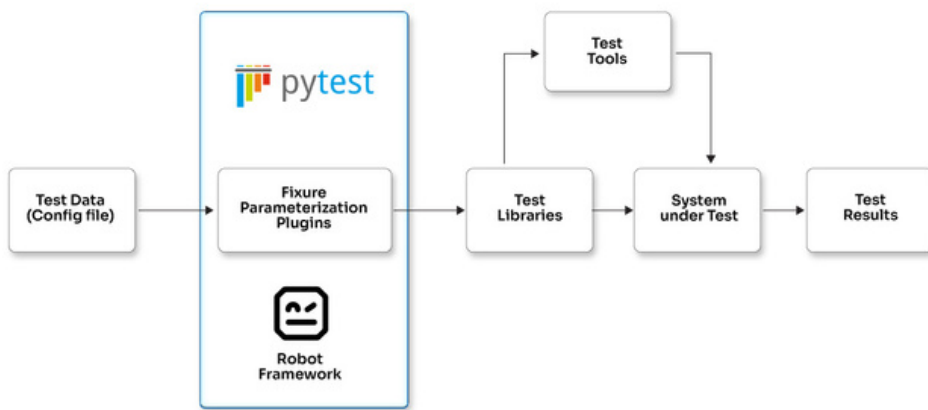 pytest
Test Data
(Config file)
Fixure
Parameterization
Plugins
Robot
Framework
Test
Libraries
Test
Tools
System
under Test
Test
Results